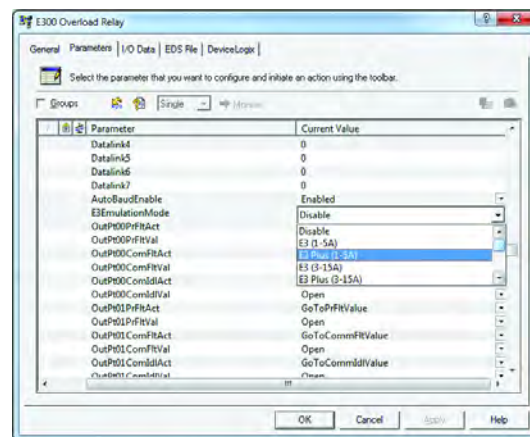 E300 Overload Relay
General Parameters I/O Data EDS File DeviceLogix
Select the parameter that you want to configure and initiate an action using the toolbar.
Groups Single Monitor
Parameter Current Value
Datalink4 0
Datalink5 0
Datalink6 0
Datalink7 0
AutoBaudEnable Enabled
E3EmulationMode Disable
OutPt00PrFltAct Disable
OutPt00PrFltVal E3 (1-5A)
OutPt00ComFltAct E3 Plus (1-5A)
OutPt00ComFltVal E3 (3-15A)
OutPt00ComIdlAct E3 Plus (3-15A)
OutPt00ComIdlVal Open
OutPt01PrFltAct GoToPrFltValue
OutPt01PrFltVal Open
OutPt01ComFltAct GoToCommFltValue
OutPt01ComFltVal Open
OutPt01ComIdlAct GoToCommIdlValue
OutPt01ComIdlVal Open
OK Cancel Apply Help